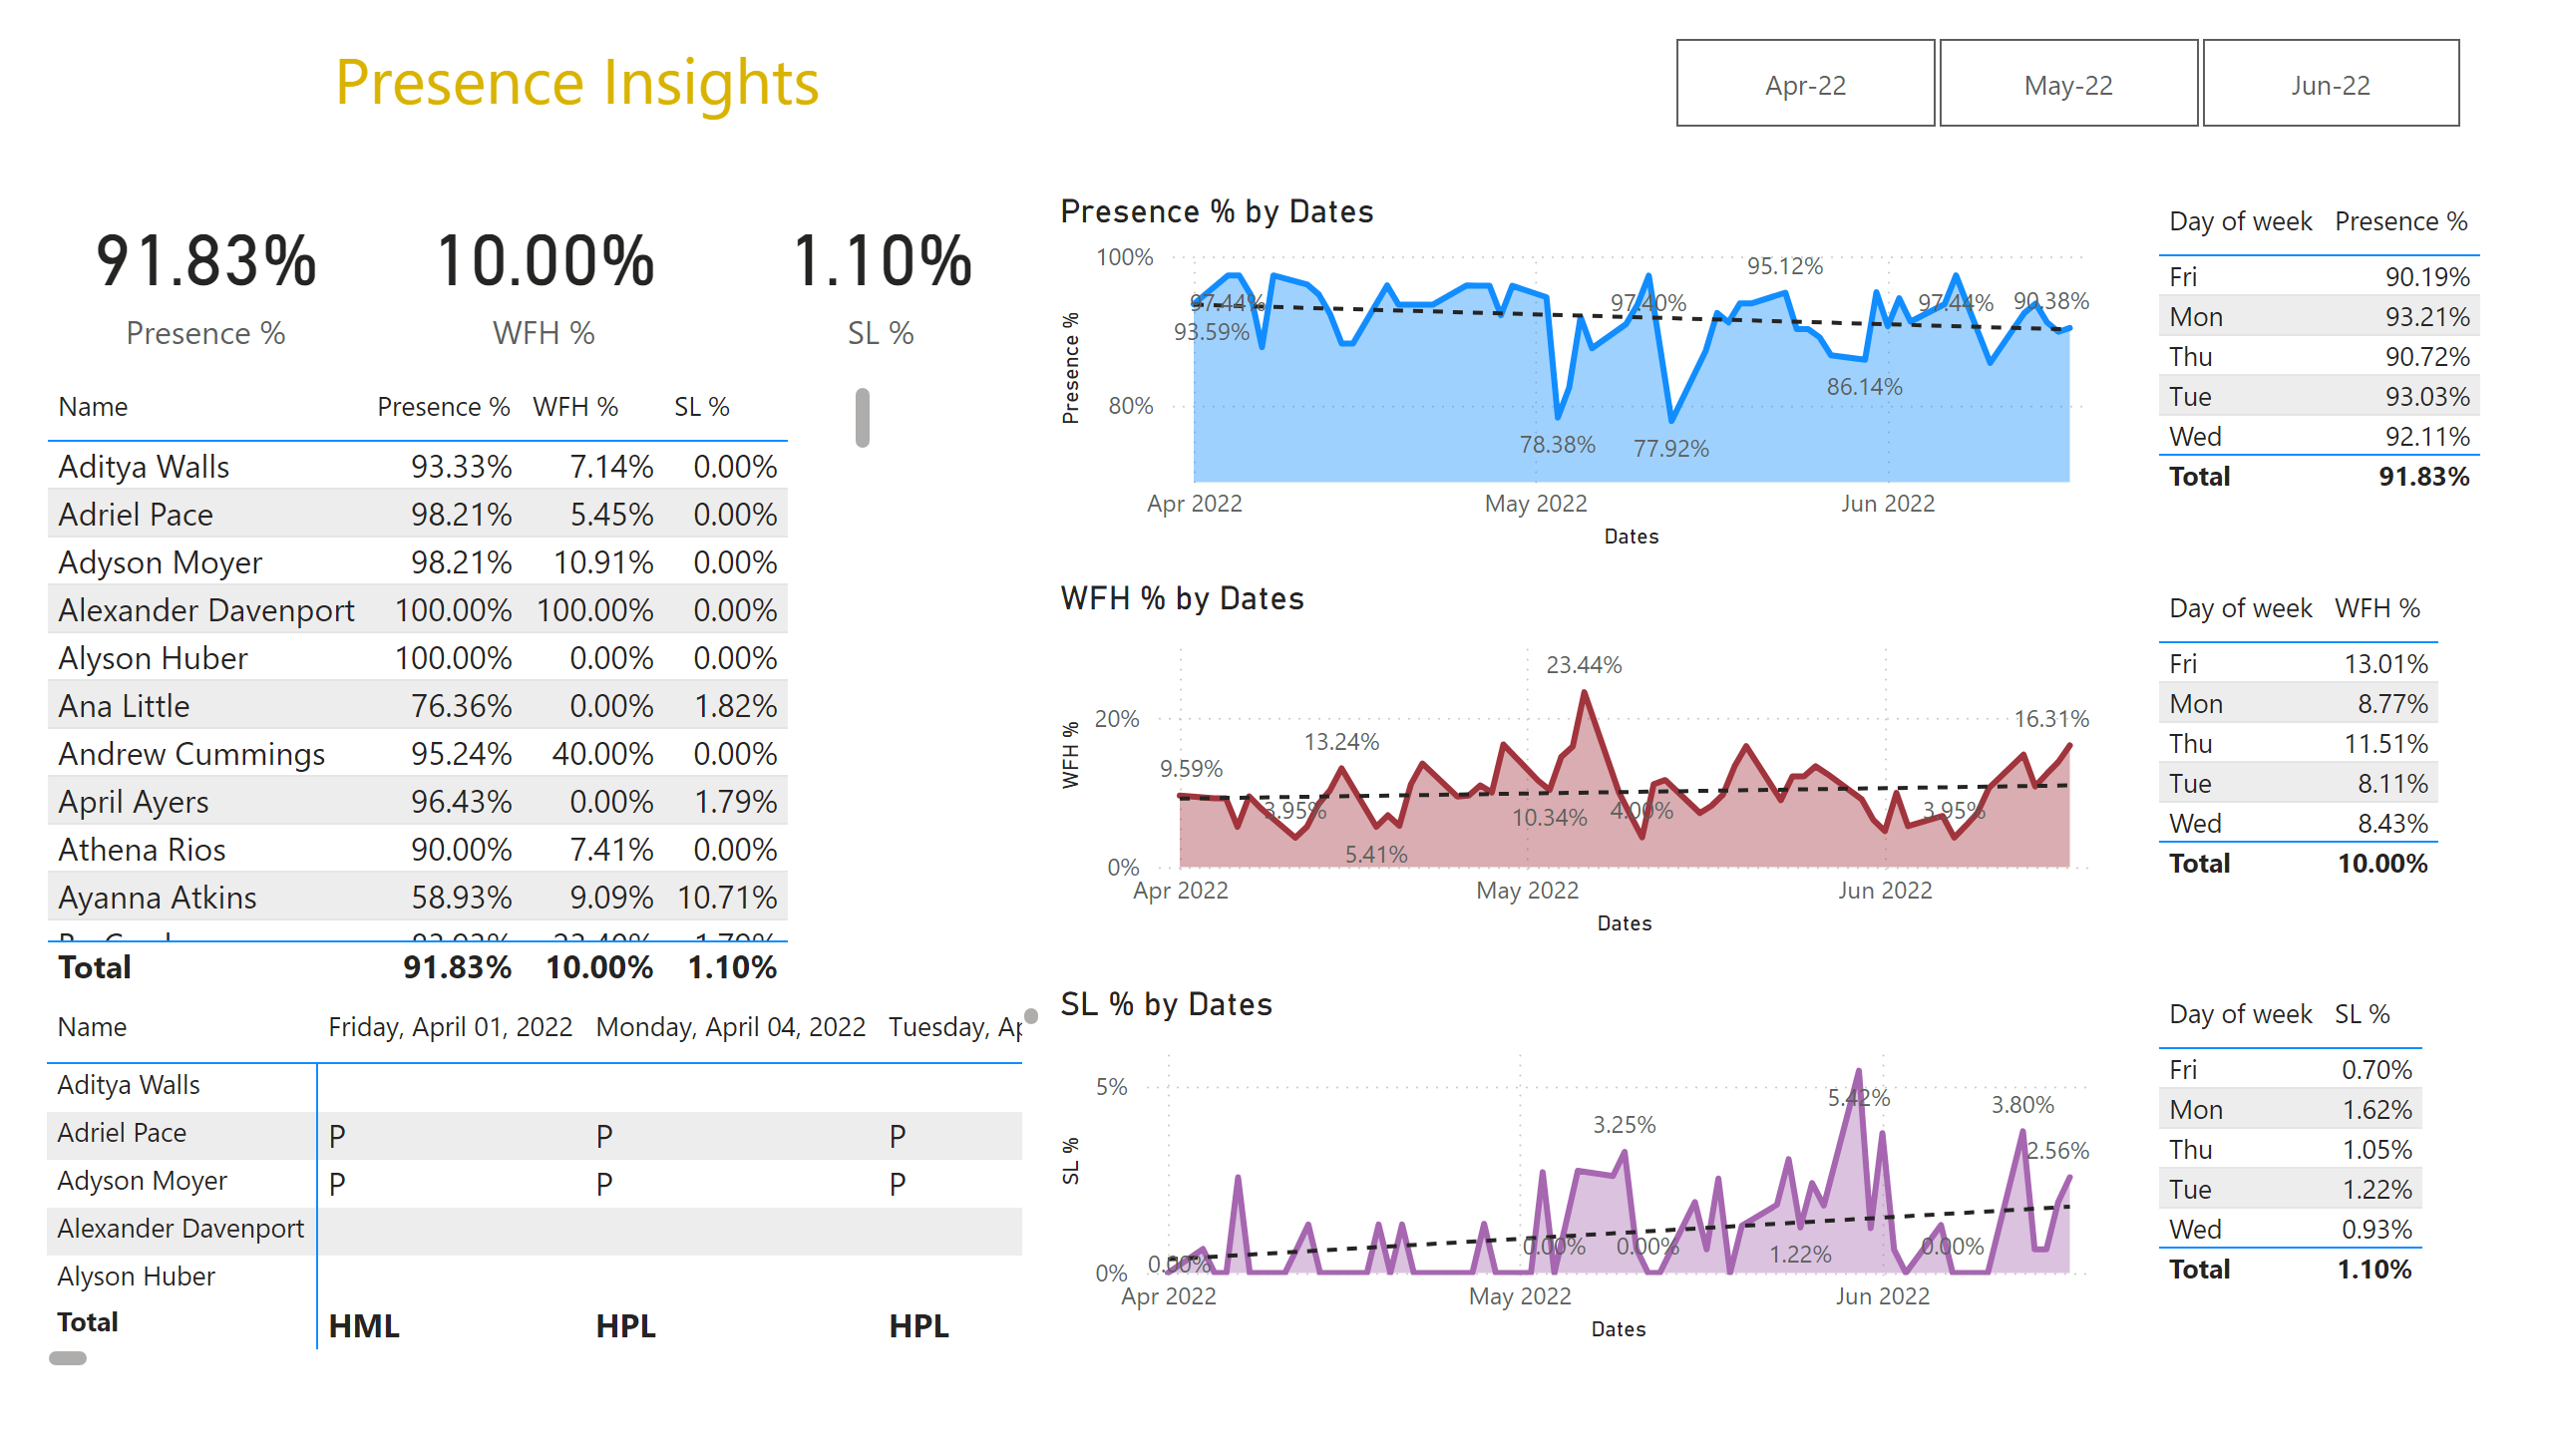 Presence Insights
Apr-22 May-22 Jun-22
91.83% 10.00% 1.10%
Presence % WFH % SL %
Name Presence % WFH % SL %
Aditya Walls 93.33% 7.14% 0.00%
Adriel Pace 98.21% 5.45% 0.00%
Adyson Moyer 98.21% 10.91% 0.00%
Alexander Davenport 100.00% 100.00% 0.00%
Alyson Huber 100.00% 0.00% 0.00%
Ana Little 76.36% 0.00% 1.82%
Andrew Cummings 95.24% 40.00% 0.00%
April Ayers 96.43% 0.00% 1.79%
Athena Rios 90.00% 7.41% 0.00%
Ayanna Atkins 58.93% 9.09% 10.71%
Total 91.83% 10.00% 1.10%
Name Friday, April 01, 2022 Monday, April 04, 2022 Tuesday, Ap
Aditya Walls
Adriel Pace P P P
Adyson Moyer P P P
Alexander Davenport
Alyson Huber
Total HML HPL HPL
Presence % by Dates
Presence %
100%
80%
97.44%
93.59%
78.38%
97.40%
77.92%
95.12%
86.14%
97.44%
90.38%
Apr 2022 May 2022 Jun 2022
Dates
Day of week Presence %
Fri 90.19%
Mon 93.21%
Thu 90.72%
Tue 93.03%
Wed 92.11%
Total 91.83%
WFH % by Dates
WFH %
20%
0%
9.59%
3.95%
13.24%
5.41%
10.34%
23.44%
4.00%
3.95%
16.31%
Apr 2022 May 2022 Jun 2022
Dates
Day of week WFH %
Fri 13.01%
Mon 8.77%
Thu 11.51%
Tue 8.11%
Wed 8.43%
Total 10.00%
SL % by Dates
SL %
5%
0%
0.00%
0.00%
3.25%
0.00%
1.22%
5.42%
0.00%
3.80%
2.56%
Apr 2022 May 2022 Jun 2022
Dates
Day of week SL %
Fri 0.70%
Mon 1.62%
Thu 1.05%
Tue 1.22%
Wed 0.93%
Total 1.10%